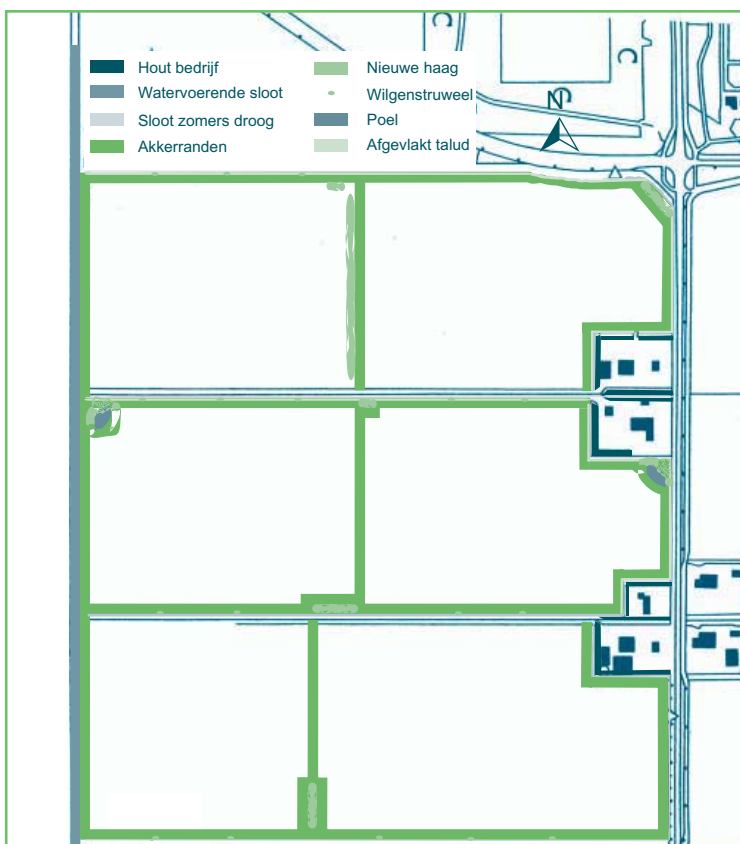 C
C
C
N
Hout bedrijf
Watervoerende sloot
Sloot zomers droog
Akkerranden
Nieuwe haag
Wilgenstruweel
Poel
Afgevlakt talud